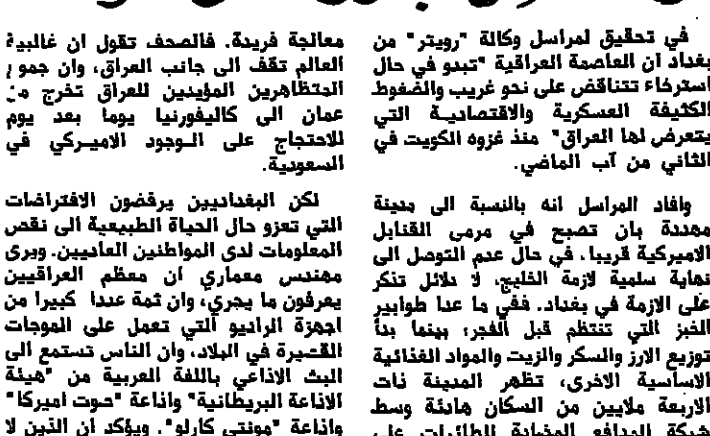 في تحقيق لمراسل وكالة "رويتر" من
بغداد ان العاصمة العراقية "تبدو في حال
استرخاء تتناقض على نحو غريب والضغوط
الكثيفة العسكرية والاقتصادية التي
يتعرض لها العراق" منذ غزوه الكويت في
الثاني من آب الماضي.
وافاد المراسل انه بالنسبة الى مدينة
مهددة بان تصبح في مرمى القنابل
الاميركية قريبا، في حال عدم التوصل الى
نهاية سلمية لازمة الخليج، لا دلائل تذكر
على الازمة في بغداد. ففي ما عدا طوابير
الخبز التي تنتظم قبل الفجر، بينما بدأ
توزيع الارز والسكر والزيت والمواد الغذائية
الاساسية الاخرى، تظهر المدينة ذات
الاربعة ملايين من السكان هادئة وسط
شبكة المدافع المضادة للطائرات على
معالجة فريدة. فالصحف تقول ان غالبية
العالم تقف الى جانب العراق، وان
المتظاهرين المؤيدين للعراق تخرج من
عمان الى كاليفورنيا يوما بعد يوم
للاحتجاج على الوجود الاميركي في
السعودية.
لكن البغداديين يرفضون الافتراضات
التي تعزو حال الحياة الطبيعية الى نقص
المعلومات لدى المواطنين العاديين. ويرى
مهندس معماري ان معظم العراقيين
يعرفون ما يجري، وان ثمة عددا كبيرا من
اجهزة الراديو التي تعمل على الموجات
القصيرة في البلاد، وان الناس تستمع الى
البث الاذاعي باللغة العربية من "هيئة
الاذاعة البريطانية" واذاعة "صوت اميركا"
واذاعة "مونتي كارلو". ويؤكد ان الذين لا